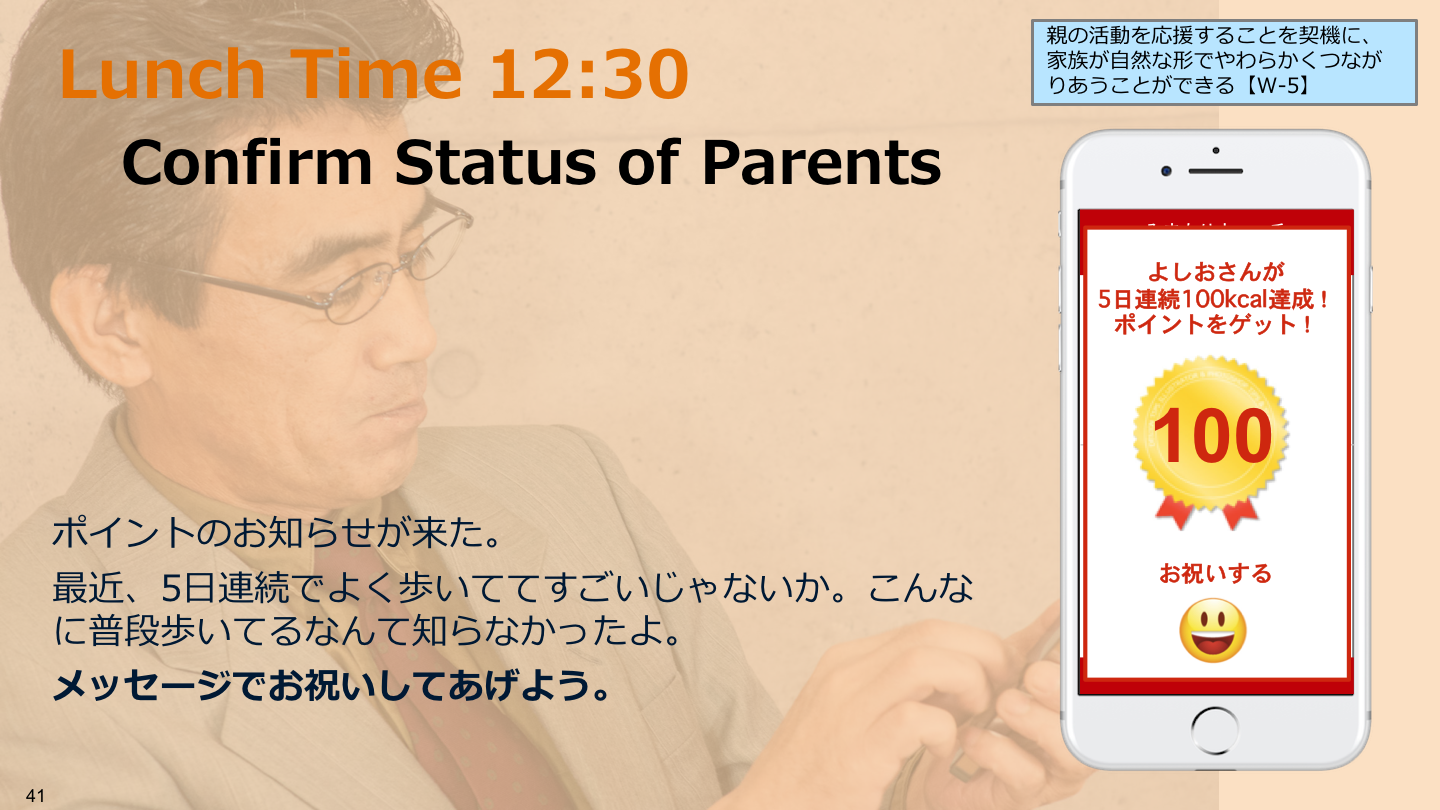 Lunch Time 12:30
Confirm Status of Parents
親の活動を応援することを契機に、
家族が自然な形でやわらかくつなが
りあうことができる【W-5】
よしおさんが
5日連続100kcal達成！
ポイントをゲット！
100
お祝いする
ポイントのお知らせが来た。
最近、5日連続でよく歩いててすごいじゃないか。こんな
に普段歩いてるなんて知らなかったよ。
メッセージでお祝いしてあげよう。
41